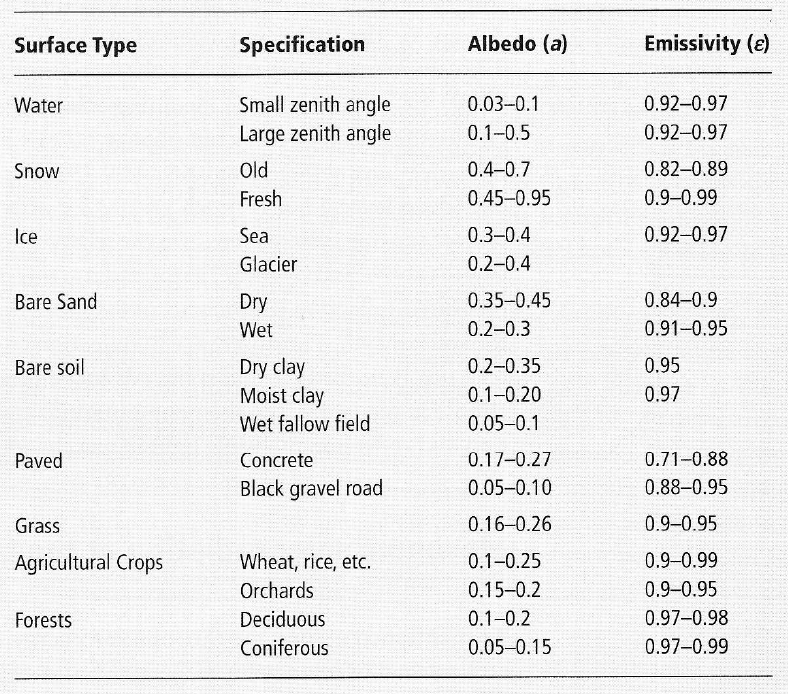 Surface Type Specification Albedo (a) Emissivity (ε)
Water Small zenith angle 0.03–0.1 0.92–0.97
Large zenith angle 0.1–0.5 0.92–0.97
Snow Old 0.4–0.7 0.82–0.89
Fresh 0.45–0.95 0.9–0.99
Ice Sea 0.3–0.4 0.92–0.97
Glacier 0.2–0.4
Bare Sand Dry 0.35–0.45 0.84–0.9
Wet 0.2–0.3 0.91–0.95
Bare soil Dry clay 0.2–0.35 0.95
Moist clay 0.1–0.20 0.97
Wet fallow field 0.05–0.1
Paved Concrete 0.17–0.27 0.71–0.88
Black gravel road 0.05–0.10 0.88–0.95
Grass 0.16–0.26 0.9–0.95
Agricultural Crops Wheat, rice, etc. 0.1–0.25 0.9–0.99
Orchards 0.15–0.2 0.9–0.95
Forests Deciduous 0.1–0.2 0.97–0.98
Coniferous 0.05–0.15 0.97–0.99